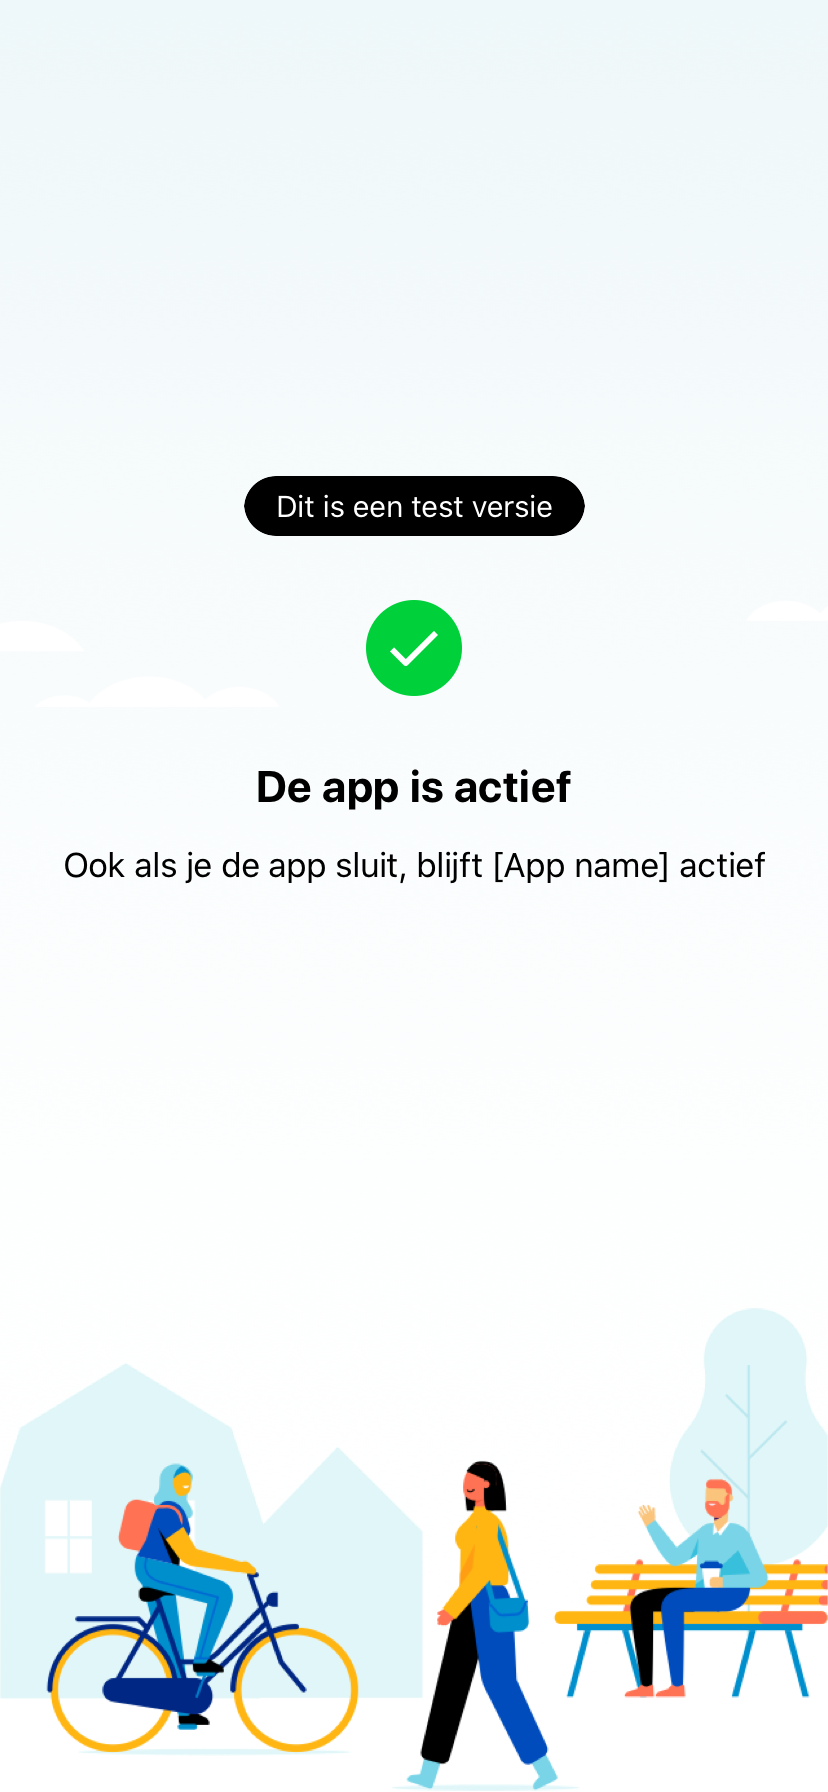 Dit is een test versie
De app is actief
Ook als je de app sluit, blijft [App name] actief